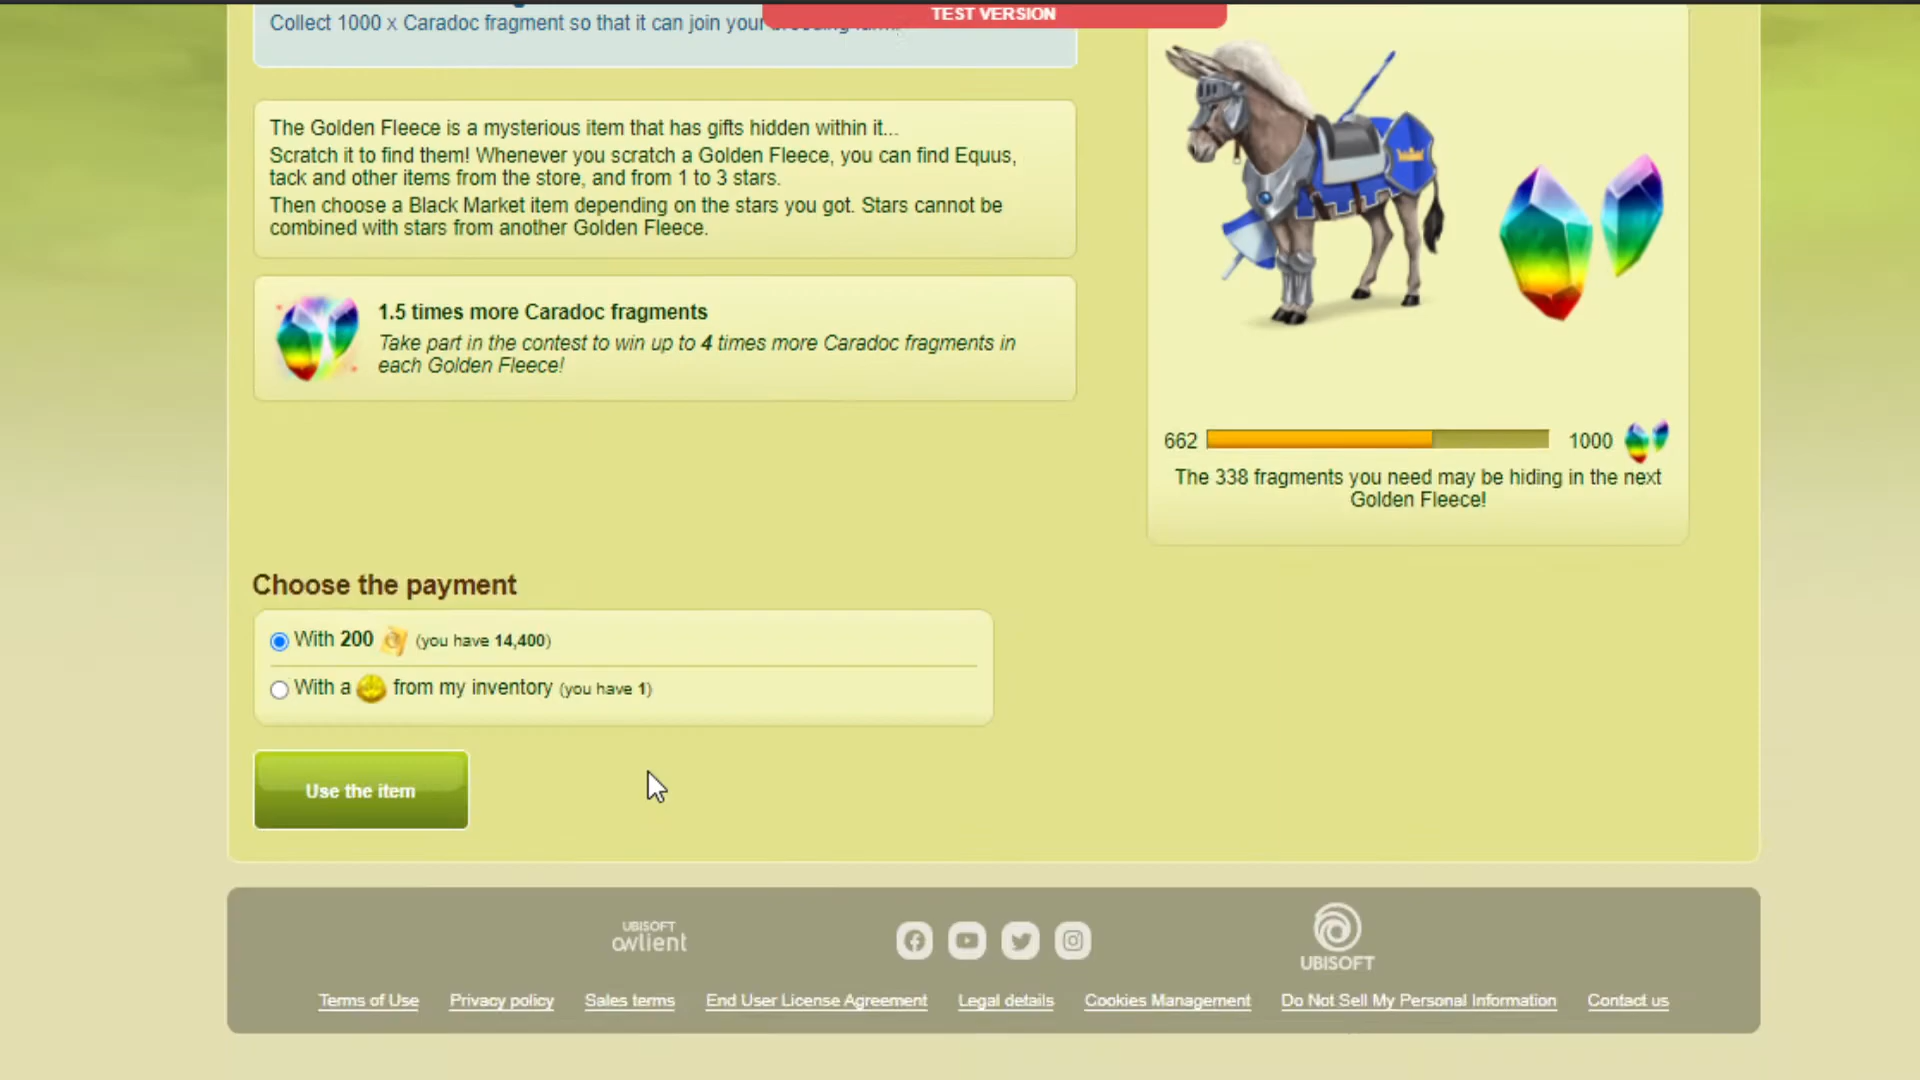 TEST VERSION
Collect 1000 x Caradoc fragment so that it can join your breeding farm!
The Golden Fleece is a mysterious item that has gifts hidden within it...
Scratch it to find them! Whenever you scratch a Golden Fleece, you can find Equus,
tack and other items from the store, and from 1 to 3 stars.
Then choose a Black Market item depending on the stars you got. Stars cannot be
combined with stars from another Golden Fleece.
1.5 times more Caradoc fragments
Take part in the contest to win up to 4 times more Caradoc fragments in
each Golden Fleece!
662 1000
The 338 fragments you need may be hiding in the next
Golden Fleece!
Choose the payment
With 200 (you have 14,400)
With a from my inventory (you have 1)
Use the item
UBISOFT
owlient
UBISOFT
Terms of Use Privacy policy Sales terms End User License Agreement Legal details Cookies Management Do Not Sell My Personal Information Contact us